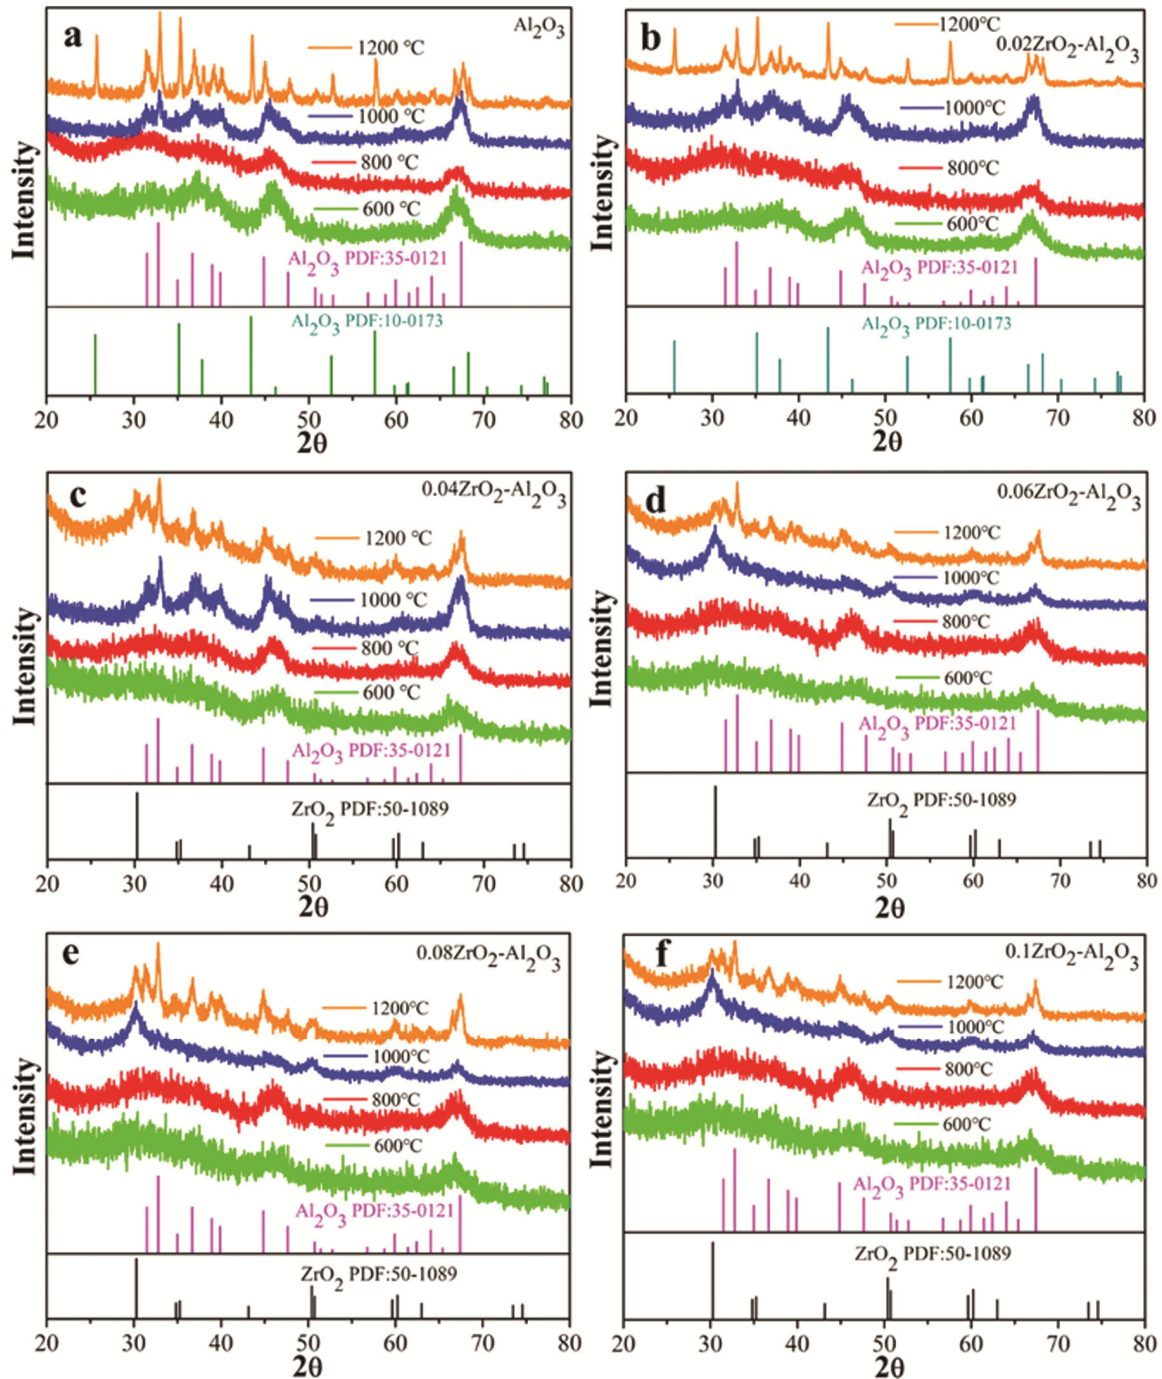 a
Al2O3
1200 °C
1000 °C
800 °C
600 °C
Al2O3 PDF:35-0121
Al2O3 PDF:10-0173
Intensity
20 30 40 50 60 70 80
2θ
b
1200°C
0.02ZrO2-Al2O3
1000°C
800°C
600°C
Al2O3 PDF:35-0121
Al2O3 PDF:10-0173
Intensity
20 30 40 50 60 70 80
2θ
c
0.04ZrO2-Al2O3
1200 °C
1000 °C
800 °C
600 °C
Al2O3 PDF:35-0121
ZrO2 PDF:50-1089
Intensity
20 30 40 50 60 70 80
2θ
d
0.06ZrO2-Al2O3
1200°C
1000°C
800°C
600°C
Al2O3 PDF:35-0121
ZrO2 PDF:50-1089
Intensity
20 30 40 50 60 70 80
2θ
e
0.08ZrO2-Al2O3
1200°C
1000°C
800°C
600°C
Al2O3 PDF:35-0121
ZrO2 PDF:50-1089
Intensity
20 30 40 50 60 70 80
2θ
f
0.1ZrO2-Al2O3
1200°C
1000°C
800°C
600°C
Al2O3 PDF:35-0121
ZrO2 PDF:50-1089
Intensity
20 30 40 50 60 70 80
2θ